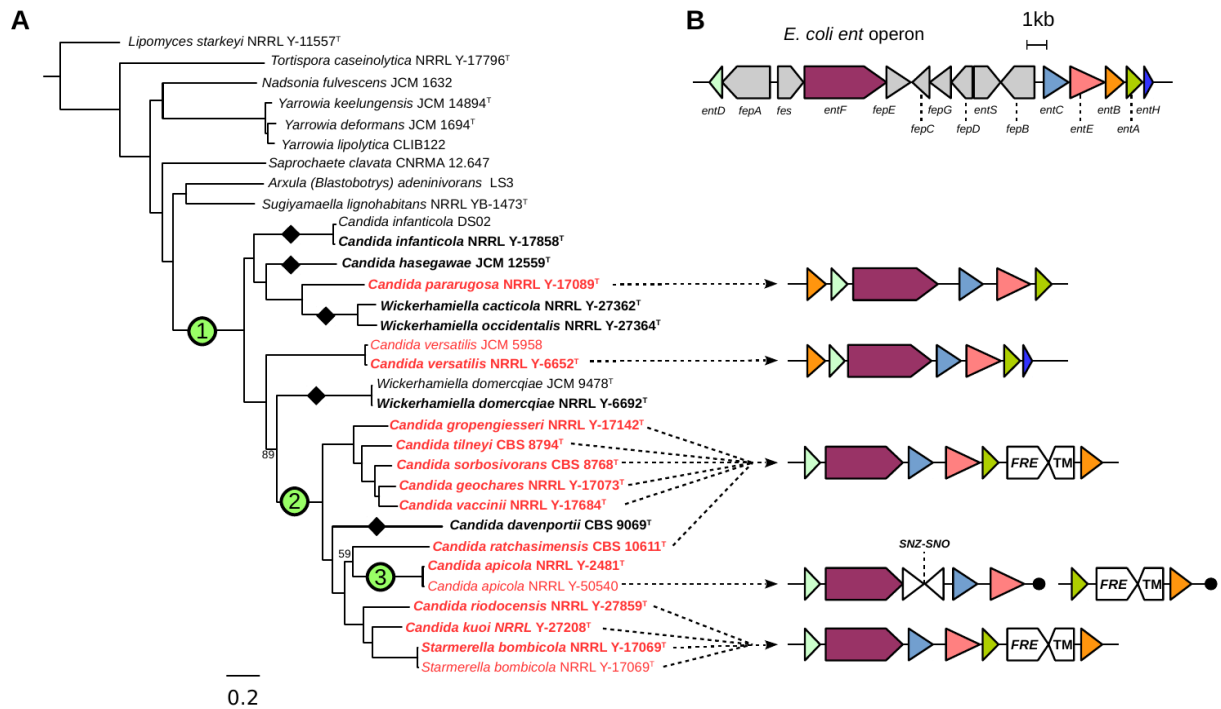 A
B
1kb
E. coli ent operon
entD
fepA
fes
entF
fepE
fepC
fepG
fepD
entS
fepB
entC
entE
entB
entA
entH
Lipomyces starkeyi NRRL Y-11557T
Tortispora caseinolytica NRRL Y-17796T
Nadsonia fulvescens JCM 1632
Yarrowia keelungensis JCM 14894T
Yarrowia deformans JCM 1694T
Yarrowia lipolytica CLIB122
Saprochaete clavata CNRMA 12.647
Arxula (Blastobotrys) adeninivorans LS3
Sugiyamaella lignohabitans NRRL YB-1473T
Candida infanticola DS02
Candida infanticola NRRL Y-17858T
Candida hasegawae JCM 12559T
Candida pararugosa NRRL Y-17089T
Wickerhamiella cacticola NRRL Y-27362T
Wickerhamiella occidentalis NRRL Y-27364T
1
Candida versatilis JCM 5958
Candida versatilis NRRL Y-6652T
Wickerhamiella domercqiae JCM 9478T
Wickerhamiella domercqiae NRRL Y-6692T
Candida gropengiesseri NRRL Y-17142T
Candida tilneyi CBS 8794T
89
Candida sorbosivorans CBS 8768T
FRE
TM
Candida geochares NRRL Y-17073T
2
Candida vaccinii NRRL Y-17684T
Candida davenportii CBS 9069T
Candida ratchasimensis CBS 10611T
SNZ-SNO
59
Candida apicola NRRL Y-2481T
3
Candida apicola NRRL Y-50540
FRE
TM
Candida riodocensis NRRL Y-27859T
Candida kuoi NRRL Y-27208T
Starmerella bombicola NRRL Y-17069T
FRE
TM
Starmerella bombicola NRRL Y-17069T
0.2